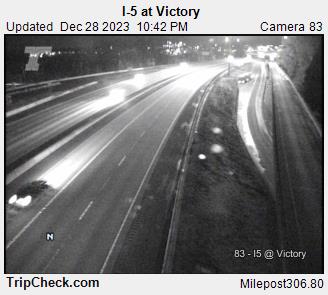 I-5 at Victory
Updated Dec 28 2023 10:42 PM Camera 83
T
N
83 - I5 @ Victory
TripCheck.com Milepost306.80